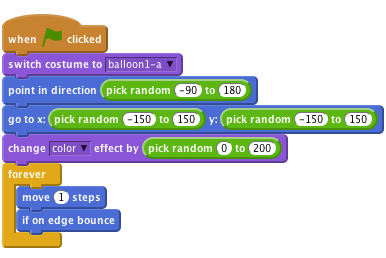 when clicked
switch costume to balloon1-a
point in direction pick random -90 to 180
go to x: pick random -150 to 150 y: pick random -150 to 150
change color effect by pick random 0 to 200
forever
move 1 steps
if on edge bounce